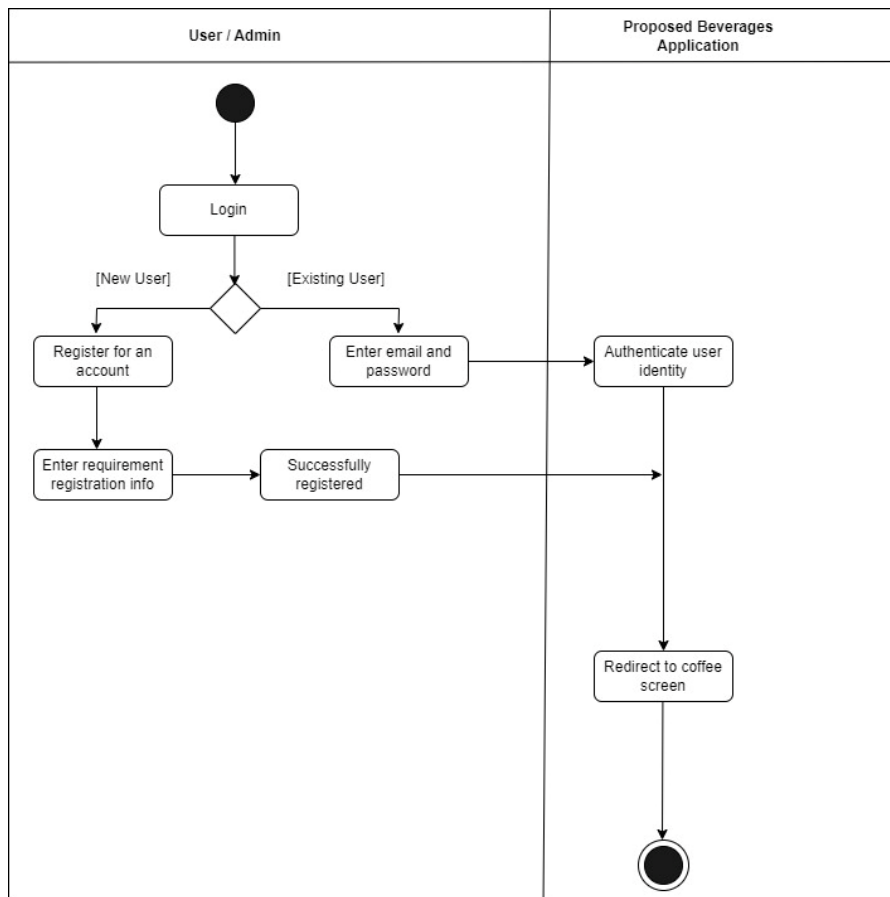 User / Admin
Proposed Beverages
Application
Login
[New User]
[Existing User]
Register for an
account
Enter email and
password
Authenticate user
identity
Enter requirement
registration info
Successfully
registered
Redirect to coffee
screen